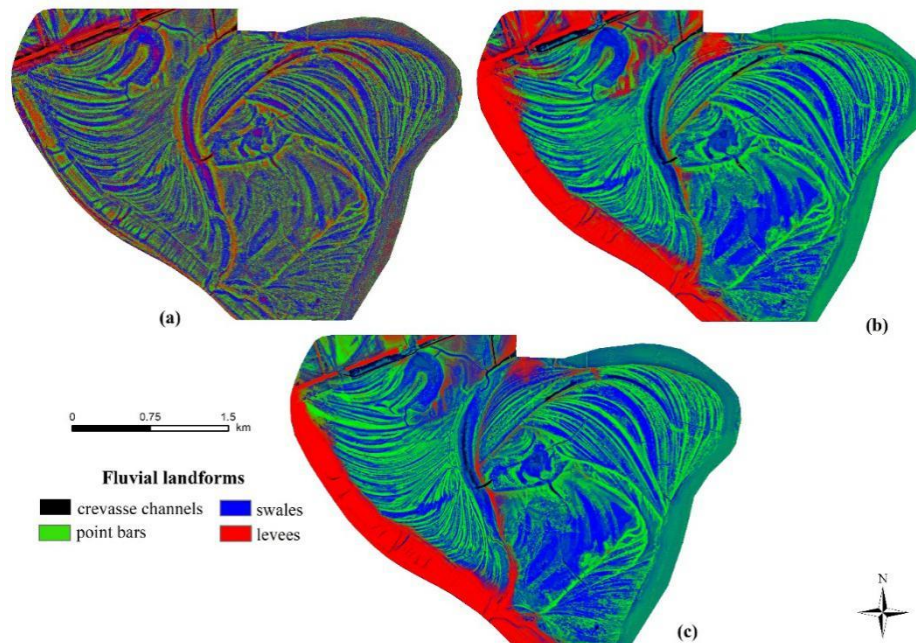 (a)
(b)
0 0.75 1.5
km
Fluvial landforms
crevasse channels
swales
point bars
levees
N
(c)